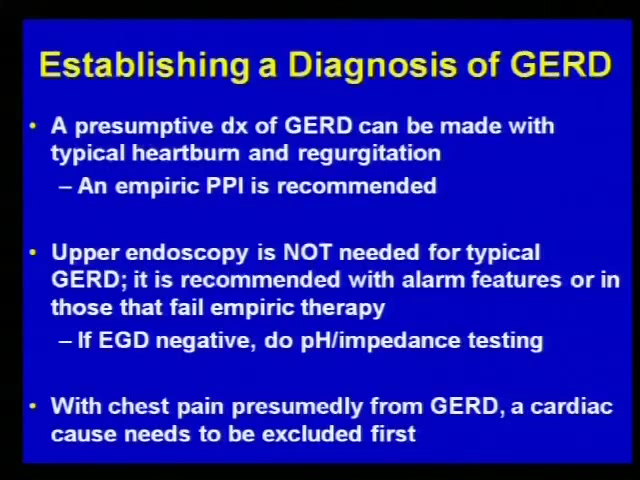 Establishing a Diagnosis of GERD
• A presumptive dx of GERD can be made with
typical heartburn and regurgitation
– An empiric PPI is recommended
• Upper endoscopy is NOT needed for typical
GERD; it is recommended with alarm features or in
those that fail empiric therapy
– If EGD negative, do pH/impedance testing
• With chest pain presumedly from GERD, a cardiac
cause needs to be excluded first